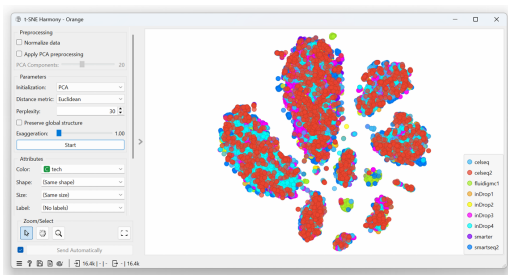 t-SNE Harmony - Orange
Preprocessing
Normalize data
Apply PCA preprocessing
PCA Components: 20
Parameters
Initialization: PCA
Distance metric: Euclidean
Perplexity: 30
Preserve global structure
Exaggeration: 1.00
Start
Attributes
Color: C tech
Shape: (Same shape)
Size: (Same size)
Label: (No labels)
Zoom/Select
Send Automatically
16.4k | - | - - | 16.4k
celseq
celseq2
fluidigmc1
inDrop1
inDrop2
inDrop3
inDrop4
smarter
smartseq2